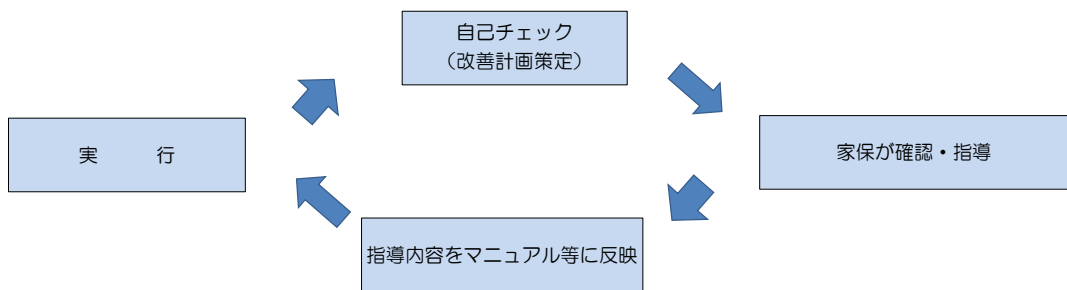 自己チェック
（改善計画策定）
実　　　行
家保が確認・指導
指導内容をマニュアル等に反映